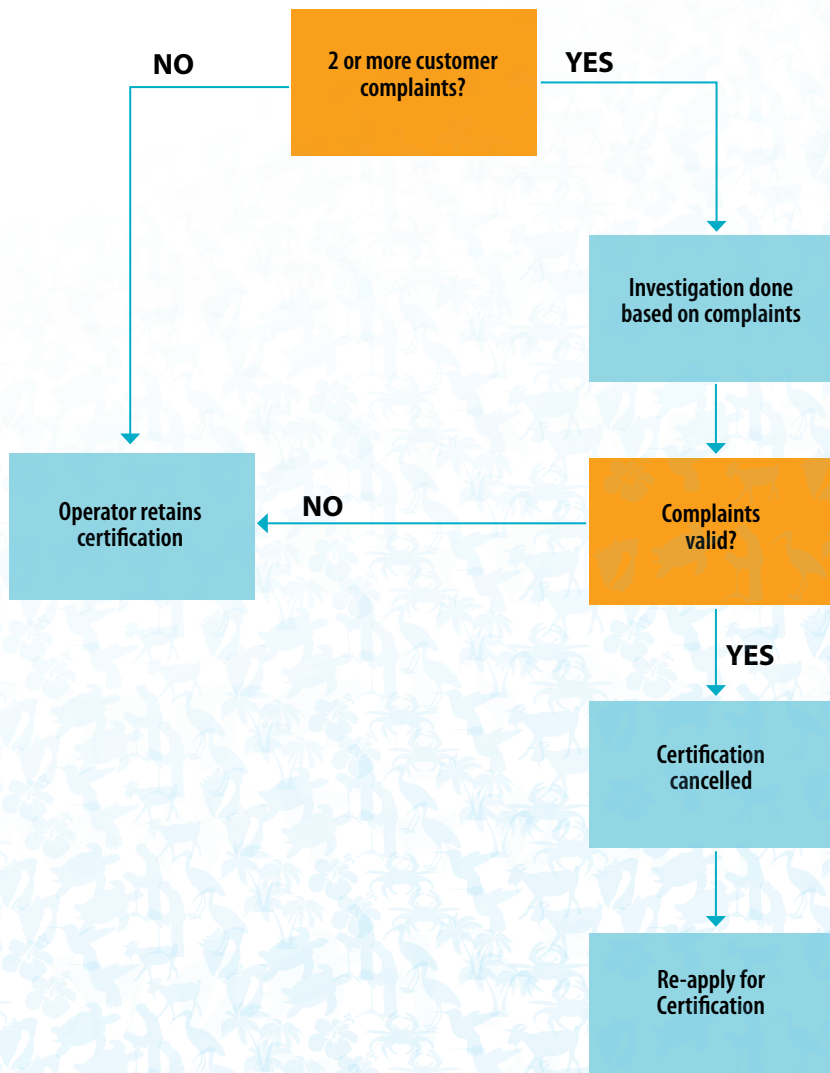 NO
2 or more customer
complaints?
YES
Investigation done
based on complaints
Operator retains
certification
NO
Complaints
valid?
YES
Certification
cancelled
Re-apply for
Certification